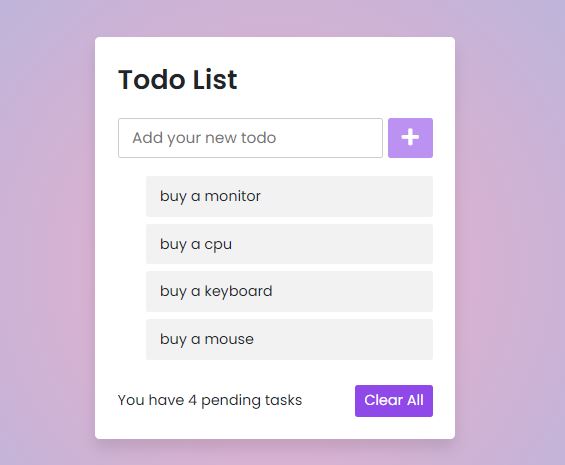 Todo List
Add your new todo
buy a monitor
buy a cpu
buy a keyboard
buy a mouse
You have 4 pending tasks
Clear All